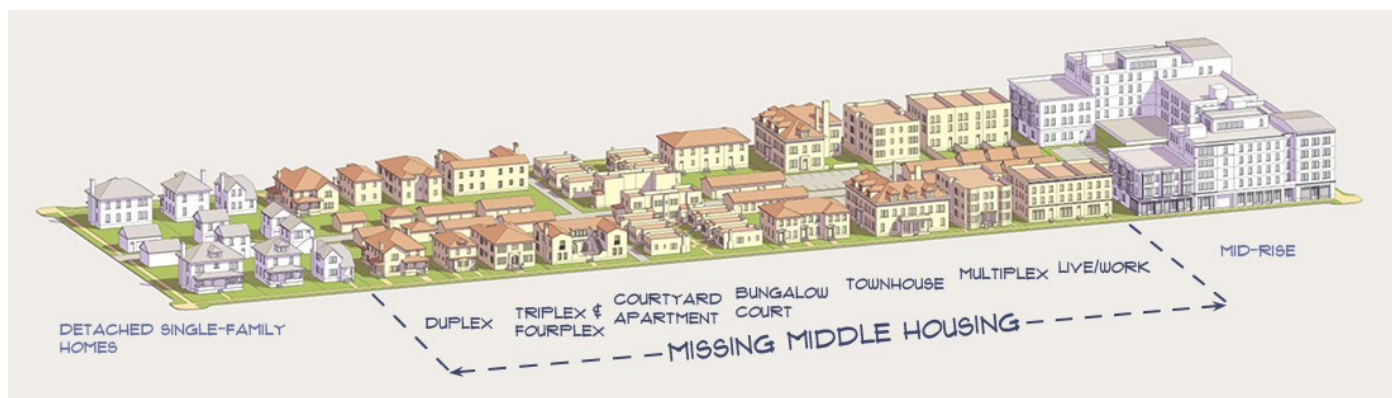 DETACHED SINGLE-FAMILY
HOMES
DUPLEX
TRIPLEX &
FOURPLEX
COURTYARD
APARTMENT
BUNGALOW
COURT
TOWNHOUSE
MULTIPLEX
LIVE/WORK
MID-RISE
MISSING MIDDLE HOUSING